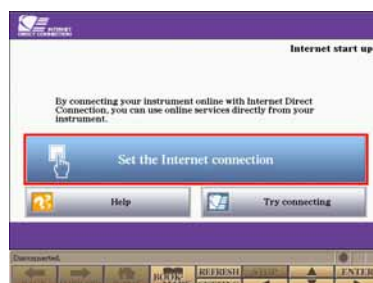 INTERNET
DIRECT CONNECTION
Internet start up
By connecting your instrument online with Internet Direct
Connection, you can use online services directly from your
instrument.
Set the Internet connection
Help
Try connecting
Disconnected.
BOOK
REFRESH
STOP
ENTER